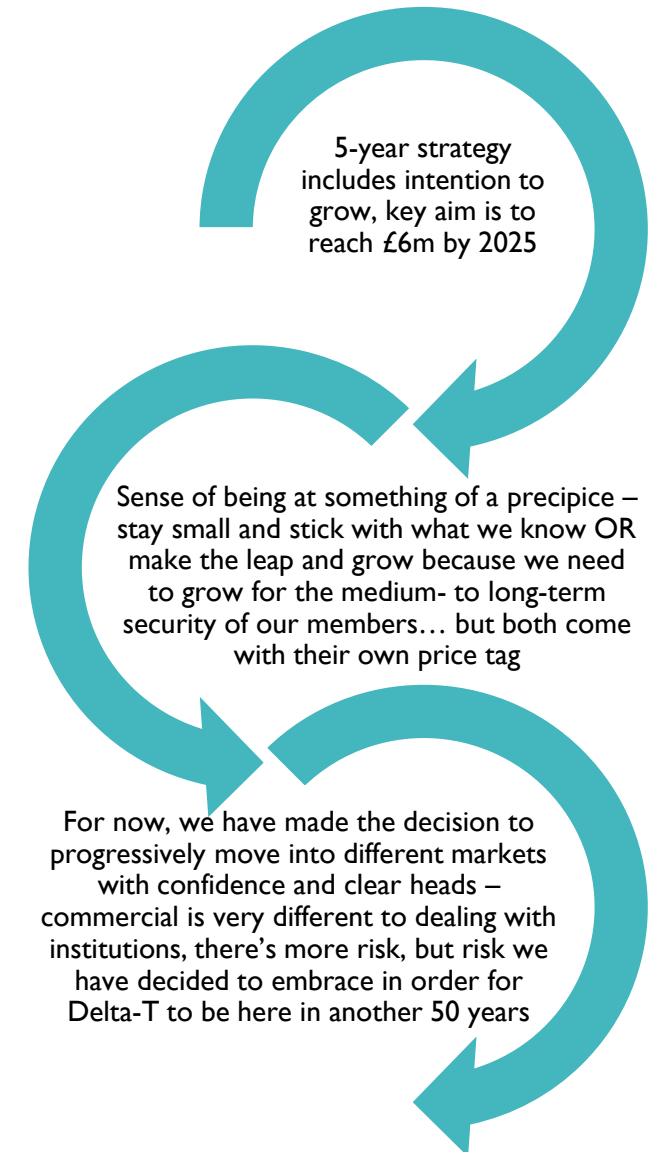 5-year strategy
includes intention to
grow, key aim is to
reach £6m by 2025
Sense of being at something of a precipice –
stay small and stick with what we know OR
make the leap and grow because we need
to grow for the medium- to long-term
security of our members… but both come
with their own price tag
For now, we have made the decision to
progressively move into different markets
with confidence and clear heads –
commercial is very different to dealing with
institutions, there’s more risk, but risk we
have decided to embrace in order for
Delta-T to be here in another 50 years